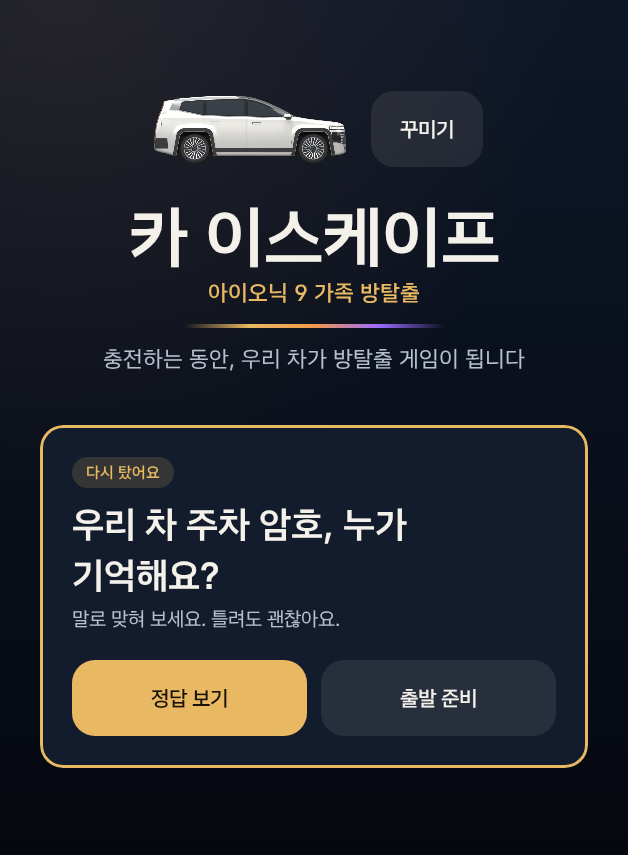 꾸미기
카 이스케이프
아이오닉 9 가족 방탈출
충전하는 동안, 우리 차가 방탈출 게임이 됩니다
다시 탔어요
우리 차 주차 암호, 누가
기억해요?
말로 맞혀 보세요. 틀려도 괜찮아요.
정답 보기
출발 준비